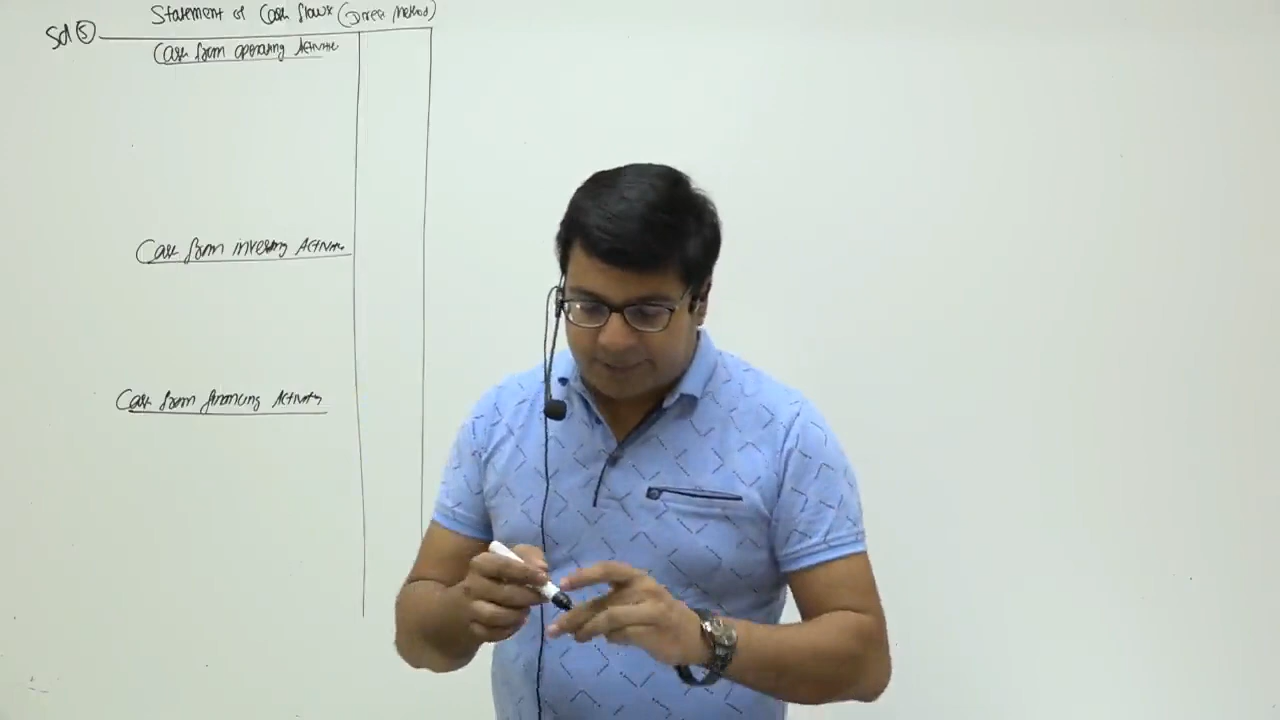 Statement of Cash flows (Direct Method)
Sol ⑤
Cash from operating Activities
Cash from investing Activities
Cash from financing Activities